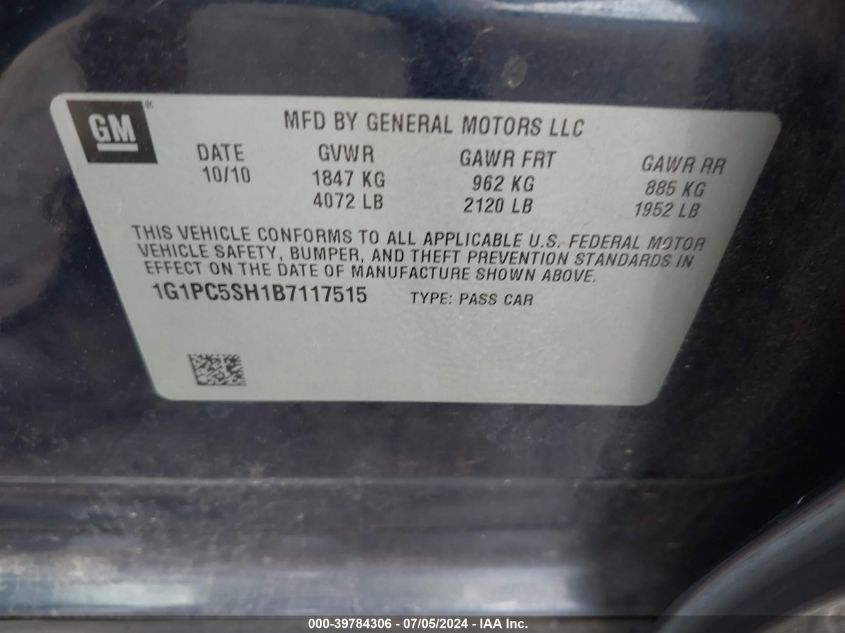 GM®
MFD BY GENERAL MOTORS LLC
DATE GVWR GAWR FRT GAWR RR
10/10 1847 KG 962 KG 885 KG
4072 LB 2120 LB 1952 LB
THIS VEHICLE CONFORMS TO ALL APPLICABLE U.S. FEDERAL MOTOR
VEHICLE SAFETY, BUMPER, AND THEFT PREVENTION STANDARDS IN
EFFECT ON THE DATE OF MANUFACTURE SHOWN ABOVE.
1G1PC5SH1B7117515 TYPE: PASS CAR
000-39784306 - 07/05/2024 - IAA Inc.